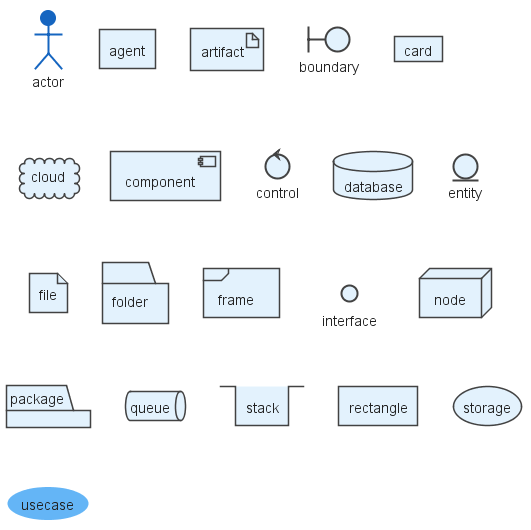 actor
agent
artifact
boundary
card
cloud
component
control
database
entity
file
folder
frame
interface
node
package
queue
stack
rectangle
storage
usecase